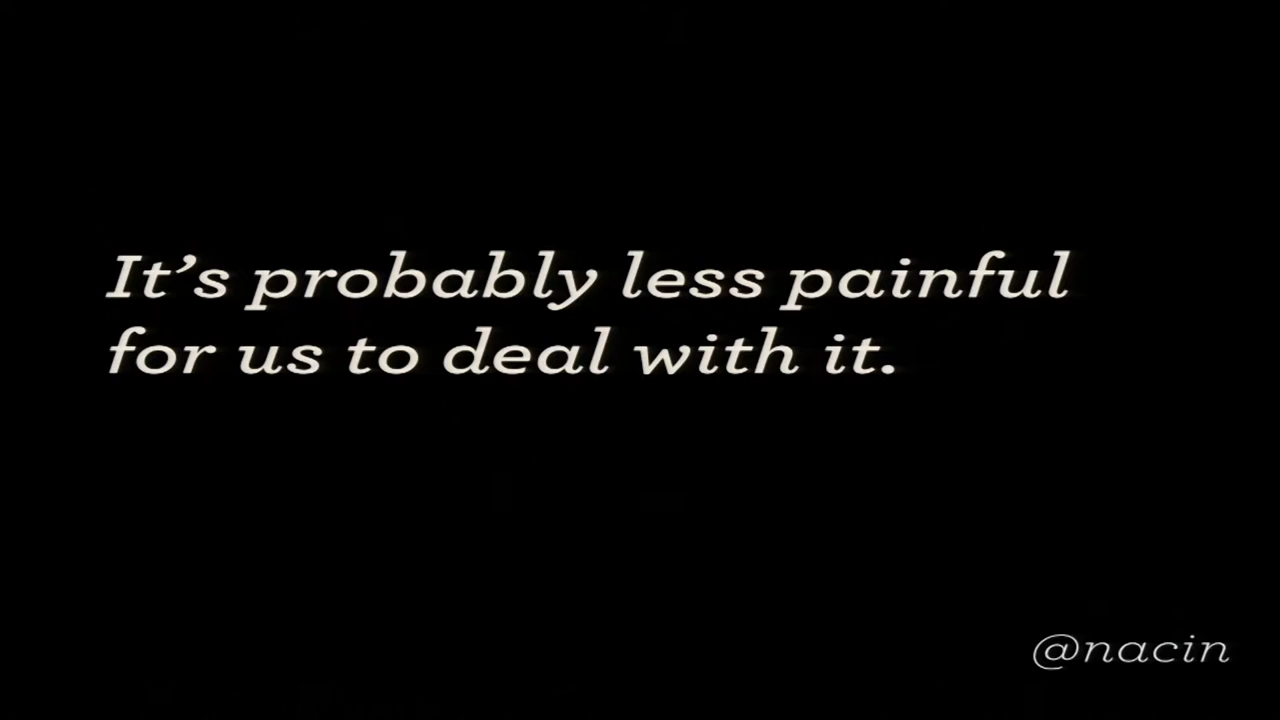 It’s probably less painful
for us to deal with it.
@nacin